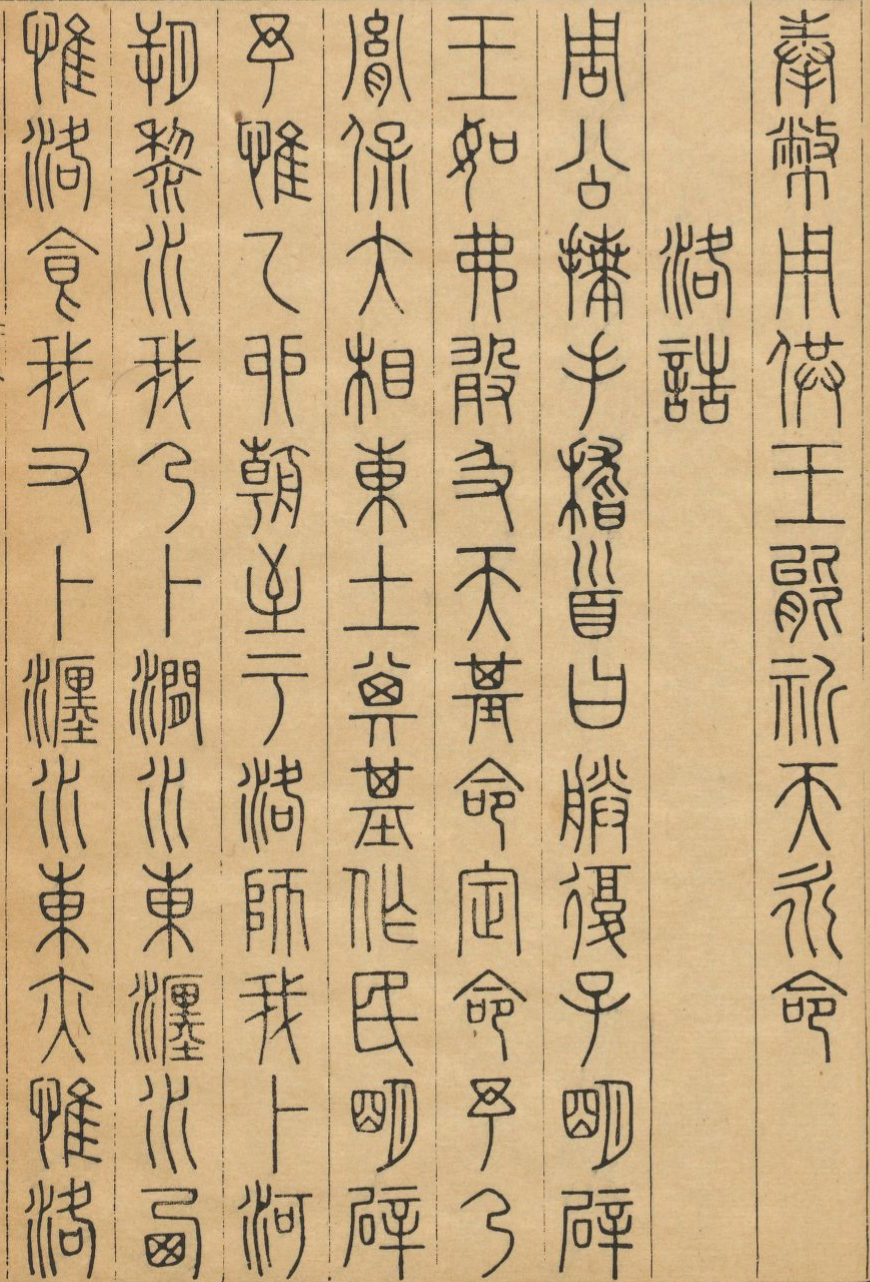 奉幣用供王能祈天永命
洛誥
周公拜手稽首曰朕復子明辟
王如弗敢及天基命定命予乃
胤保大相東土其基作民明辟
予惟乙卯朝至于洛師我卜河
朔黎水我乃卜澗水東瀍水西
惟洛食我又卜瀍水東亦惟洛